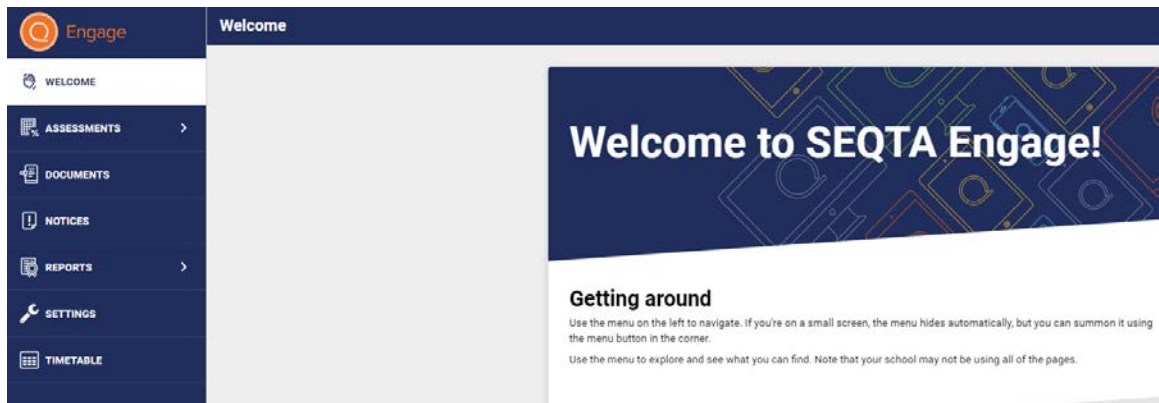 Engage
Welcome
WELCOME
ASSESSMENTS
DOCUMENTS
NOTICES
REPORTS
SETTINGS
TIMETABLE
Welcome to SEQTA Engage!
Getting around
Use the menu on the left to navigate. If you're on a small screen, the menu hides automatically, but you can summon it using
the menu button in the corner.
Use the menu to explore and see what you can find. Note that your school may not be using all of the pages.